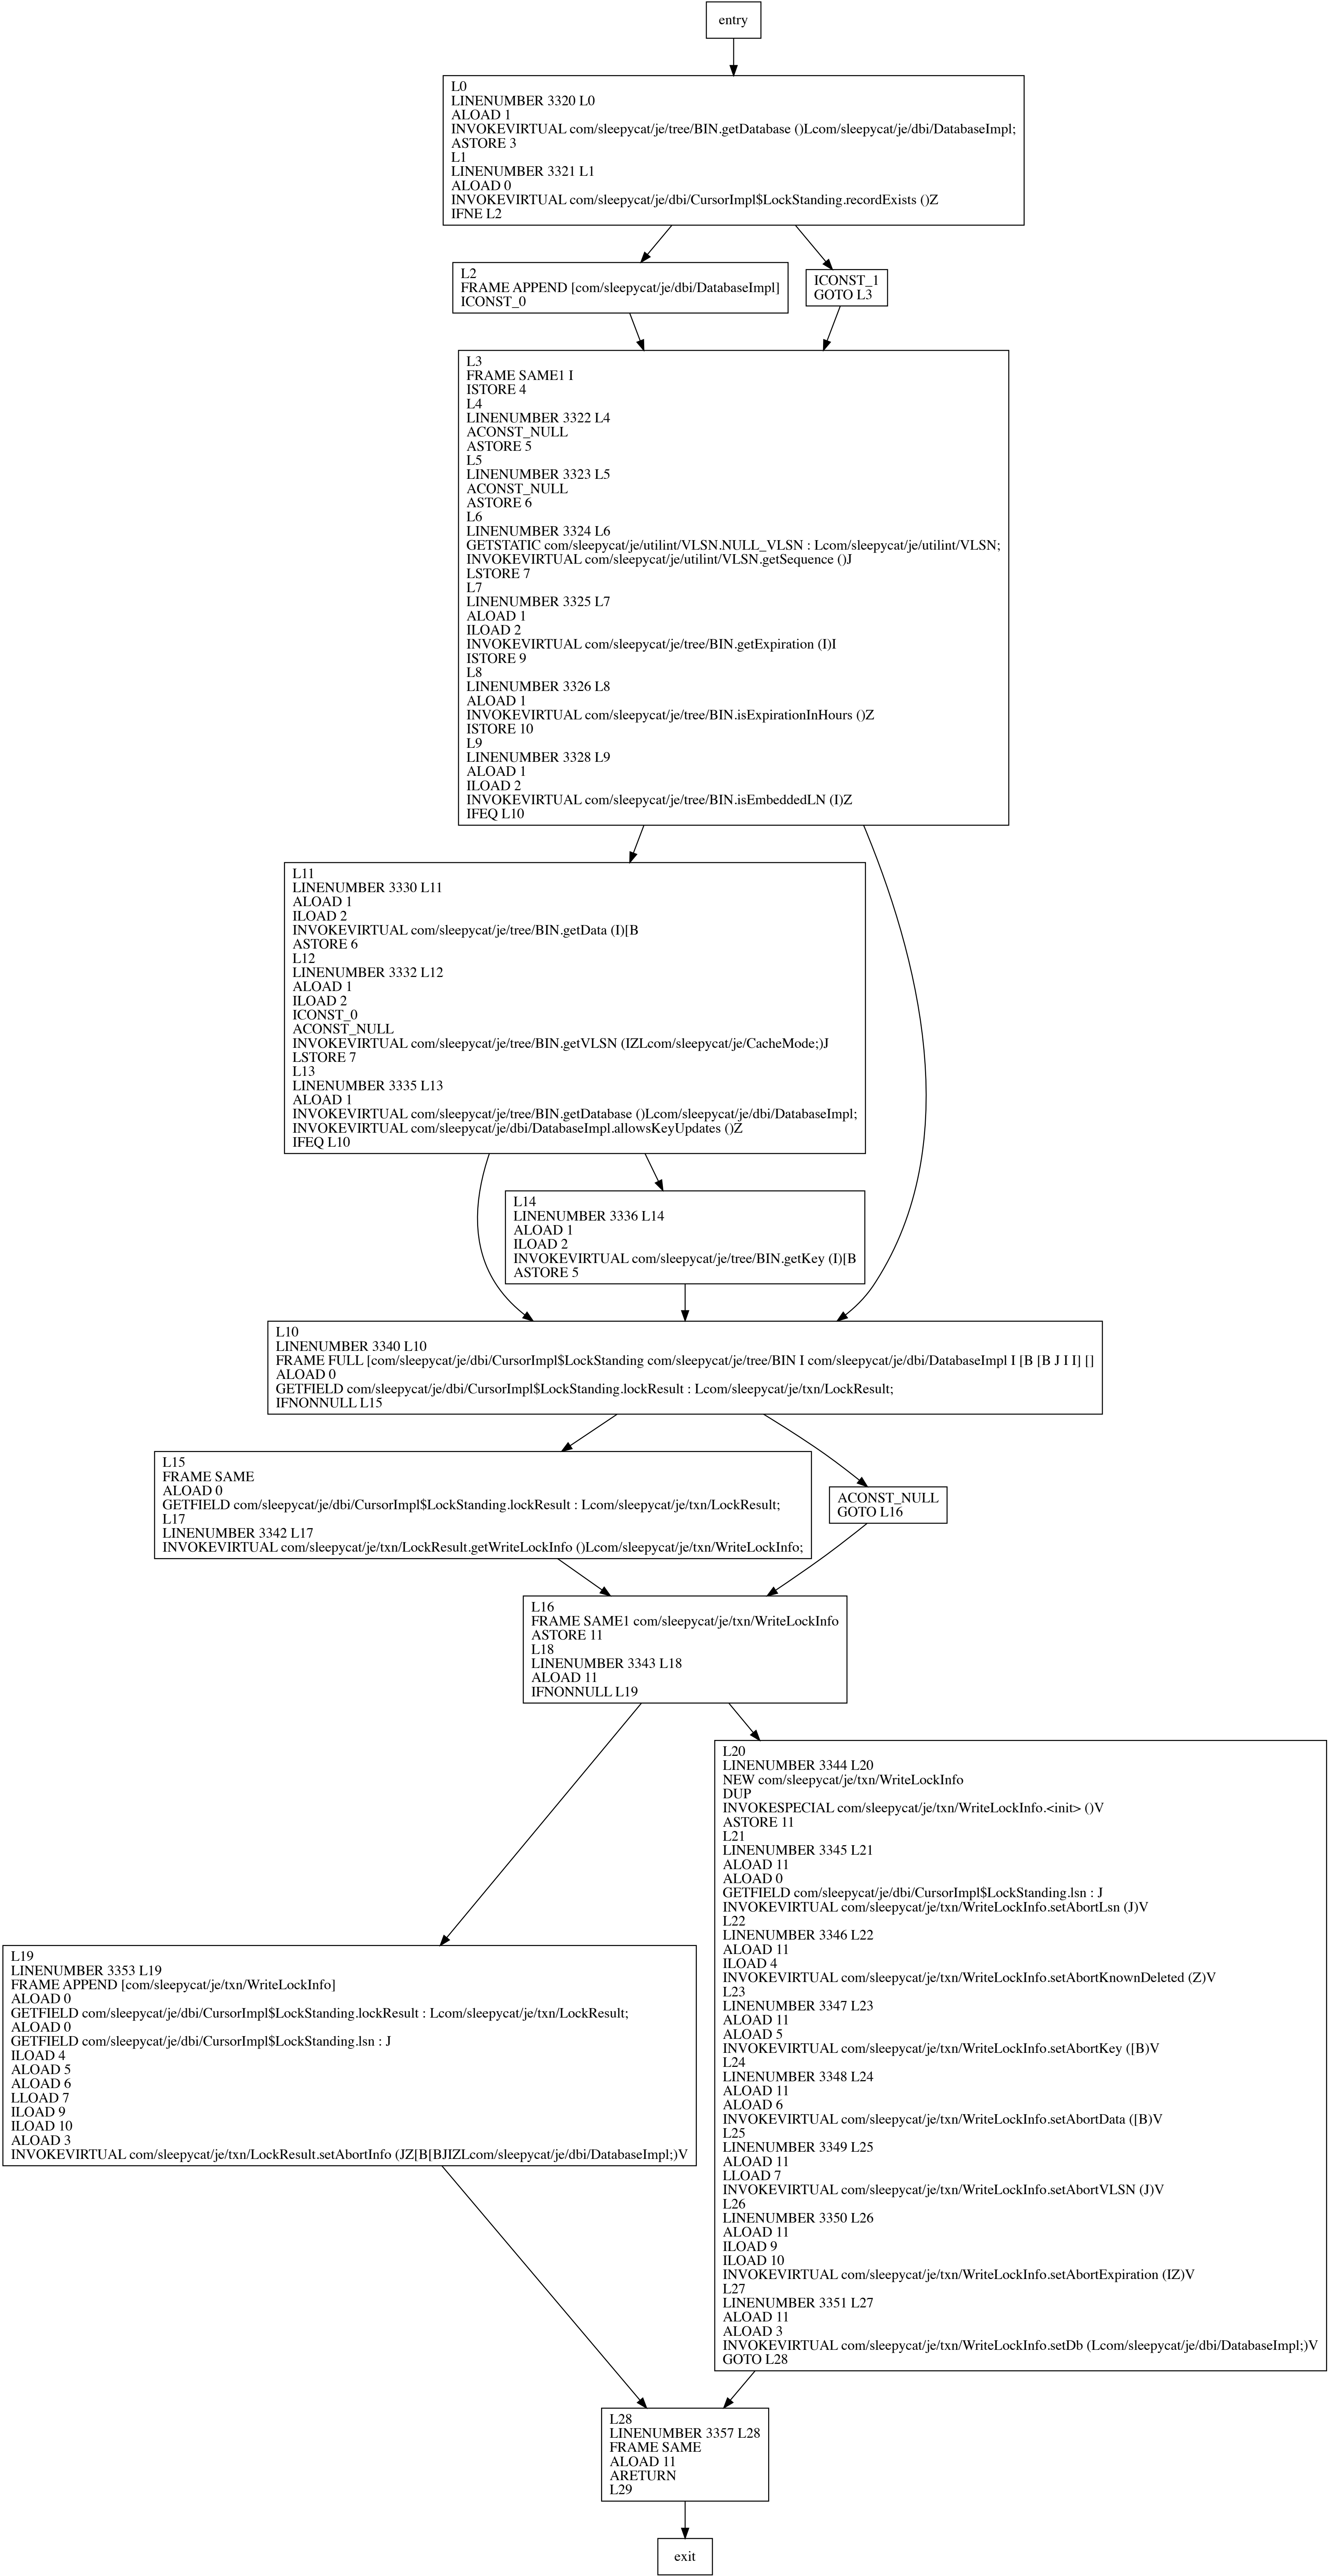 entry
L0
LINENUMBER 3320 L0
ALOAD 1
INVOKEVIRTUAL com/sleepycat/je/tree/BIN.getDatabase ()Lcom/sleepycat/je/dbi/DatabaseImpl;
ASTORE 3
L1
LINENUMBER 3321 L1
ALOAD 0
INVOKEVIRTUAL com/sleepycat/je/dbi/CursorImpl$LockStanding.recordExists ()Z
IFNE L2
L2
FRAME APPEND [com/sleepycat/je/dbi/DatabaseImpl]
ICONST_0
ICONST_1
GOTO L3
L3
FRAME SAME1 I
ISTORE 4
L4
LINENUMBER 3322 L4
ACONST_NULL
ASTORE 5
L5
LINENUMBER 3323 L5
ACONST_NULL
ASTORE 6
L6
LINENUMBER 3324 L6
GETSTATIC com/sleepycat/je/utilint/VLSN.NULL_VLSN : Lcom/sleepycat/je/utilint/VLSN;
INVOKEVIRTUAL com/sleepycat/je/utilint/VLSN.getSequence ()J
LSTORE 7
L7
LINENUMBER 3325 L7
ALOAD 1
ILOAD 2
INVOKEVIRTUAL com/sleepycat/je/tree/BIN.getExpiration (I)I
ISTORE 9
L8
LINENUMBER 3326 L8
ALOAD 1
INVOKEVIRTUAL com/sleepycat/je/tree/BIN.isExpirationInHours ()Z
ISTORE 10
L9
LINENUMBER 3328 L9
ALOAD 1
ILOAD 2
INVOKEVIRTUAL com/sleepycat/je/tree/BIN.isEmbeddedLN (I)Z
IFEQ L10
L11
LINENUMBER 3330 L11
ALOAD 1
ILOAD 2
INVOKEVIRTUAL com/sleepycat/je/tree/BIN.getData (I)[B
ASTORE 6
L12
LINENUMBER 3332 L12
ALOAD 1
ILOAD 2
ICONST_0
ACONST_NULL
INVOKEVIRTUAL com/sleepycat/je/tree/BIN.getVLSN (IZLcom/sleepycat/je/CacheMode;)J
LSTORE 7
L13
LINENUMBER 3335 L13
ALOAD 1
INVOKEVIRTUAL com/sleepycat/je/tree/BIN.getDatabase ()Lcom/sleepycat/je/dbi/DatabaseImpl;
INVOKEVIRTUAL com/sleepycat/je/dbi/DatabaseImpl.allowsKeyUpdates ()Z
IFEQ L10
L14
LINENUMBER 3336 L14
ALOAD 1
ILOAD 2
INVOKEVIRTUAL com/sleepycat/je/tree/BIN.getKey (I)[B
ASTORE 5
L10
LINENUMBER 3340 L10
FRAME FULL [com/sleepycat/je/dbi/CursorImpl$LockStanding com/sleepycat/je/tree/BIN I com/sleepycat/je/dbi/DatabaseImpl I [B [B J I I] []
ALOAD 0
GETFIELD com/sleepycat/je/dbi/CursorImpl$LockStanding.lockResult : Lcom/sleepycat/je/txn/LockResult;
IFNONNULL L15
L15
FRAME SAME
ALOAD 0
GETFIELD com/sleepycat/je/dbi/CursorImpl$LockStanding.lockResult : Lcom/sleepycat/je/txn/LockResult;
L17
LINENUMBER 3342 L17
INVOKEVIRTUAL com/sleepycat/je/txn/LockResult.getWriteLockInfo ()Lcom/sleepycat/je/txn/WriteLockInfo;
ACONST_NULL
GOTO L16
L16
FRAME SAME1 com/sleepycat/je/txn/WriteLockInfo
ASTORE 11
L18
LINENUMBER 3343 L18
ALOAD 11
IFNONNULL L19
L20
LINENUMBER 3344 L20
NEW com/sleepycat/je/txn/WriteLockInfo
DUP
INVOKESPECIAL com/sleepycat/je/txn/WriteLockInfo.&lt;init&gt; ()V
ASTORE 11
L21
LINENUMBER 3345 L21
ALOAD 11
ALOAD 0
GETFIELD com/sleepycat/je/dbi/CursorImpl$LockStanding.lsn : J
INVOKEVIRTUAL com/sleepycat/je/txn/WriteLockInfo.setAbortLsn (J)V
L22
LINENUMBER 3346 L22
ALOAD 11
ILOAD 4
INVOKEVIRTUAL com/sleepycat/je/txn/WriteLockInfo.setAbortKnownDeleted (Z)V
L23
LINENUMBER 3347 L23
ALOAD 11
ALOAD 5
INVOKEVIRTUAL com/sleepycat/je/txn/WriteLockInfo.setAbortKey ([B)V
L24
LINENUMBER 3348 L24
ALOAD 11
ALOAD 6
INVOKEVIRTUAL com/sleepycat/je/txn/WriteLockInfo.setAbortData ([B)V
L25
LINENUMBER 3349 L25
ALOAD 11
LLOAD 7
INVOKEVIRTUAL com/sleepycat/je/txn/WriteLockInfo.setAbortVLSN (J)V
L26
LINENUMBER 3350 L26
ALOAD 11
ILOAD 9
ILOAD 10
INVOKEVIRTUAL com/sleepycat/je/txn/WriteLockInfo.setAbortExpiration (IZ)V
L27
LINENUMBER 3351 L27
ALOAD 11
ALOAD 3
INVOKEVIRTUAL com/sleepycat/je/txn/WriteLockInfo.setDb (Lcom/sleepycat/je/dbi/DatabaseImpl;)V
GOTO L28
L19
LINENUMBER 3353 L19
FRAME APPEND [com/sleepycat/je/txn/WriteLockInfo]
ALOAD 0
GETFIELD com/sleepycat/je/dbi/CursorImpl$LockStanding.lockResult : Lcom/sleepycat/je/txn/LockResult;
ALOAD 0
GETFIELD com/sleepycat/je/dbi/CursorImpl$LockStanding.lsn : J
ILOAD 4
ALOAD 5
ALOAD 6
LLOAD 7
ILOAD 9
ILOAD 10
ALOAD 3
INVOKEVIRTUAL com/sleepycat/je/txn/LockResult.setAbortInfo (JZ[B[BJIZLcom/sleepycat/je/dbi/DatabaseImpl;)V
L28
LINENUMBER 3357 L28
FRAME SAME
ALOAD 11
ARETURN
L29
exit